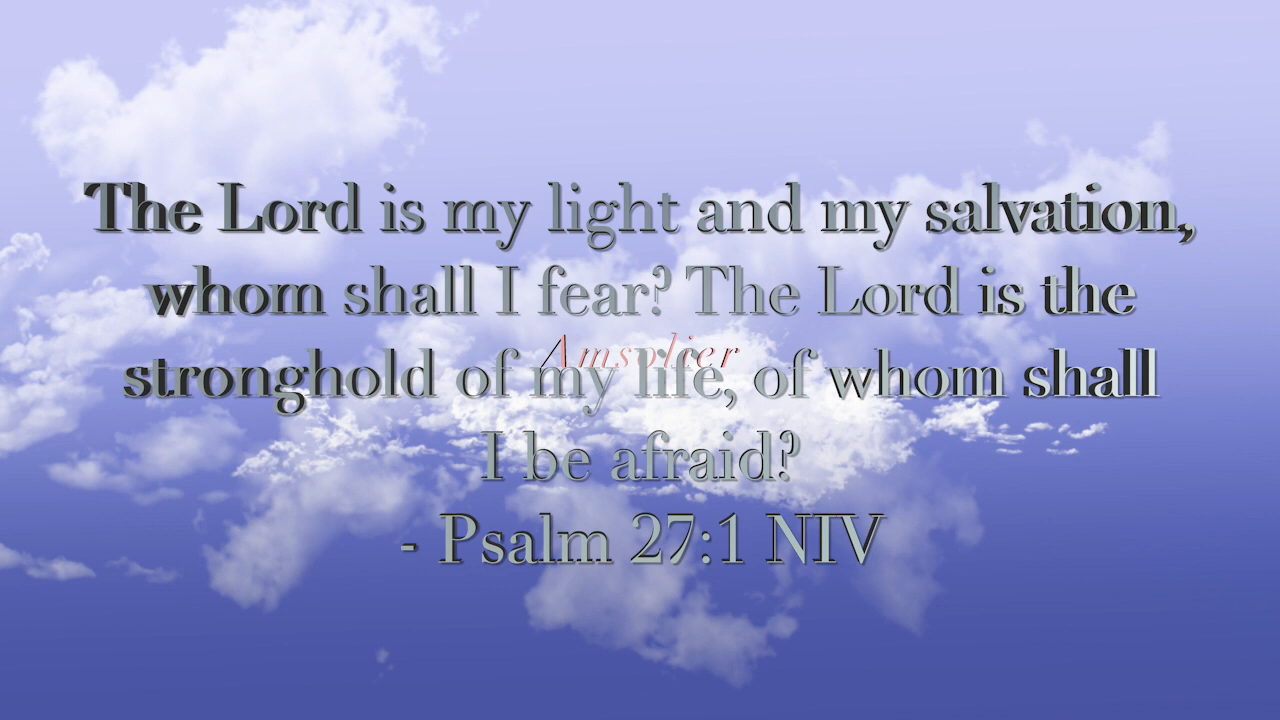 The Lord is my light and my salvation,
whom shall I fear? The Lord is the
Amsolier
stronghold of my life, of whom shall
I be afraid?
- Psalm 27:1 NIV